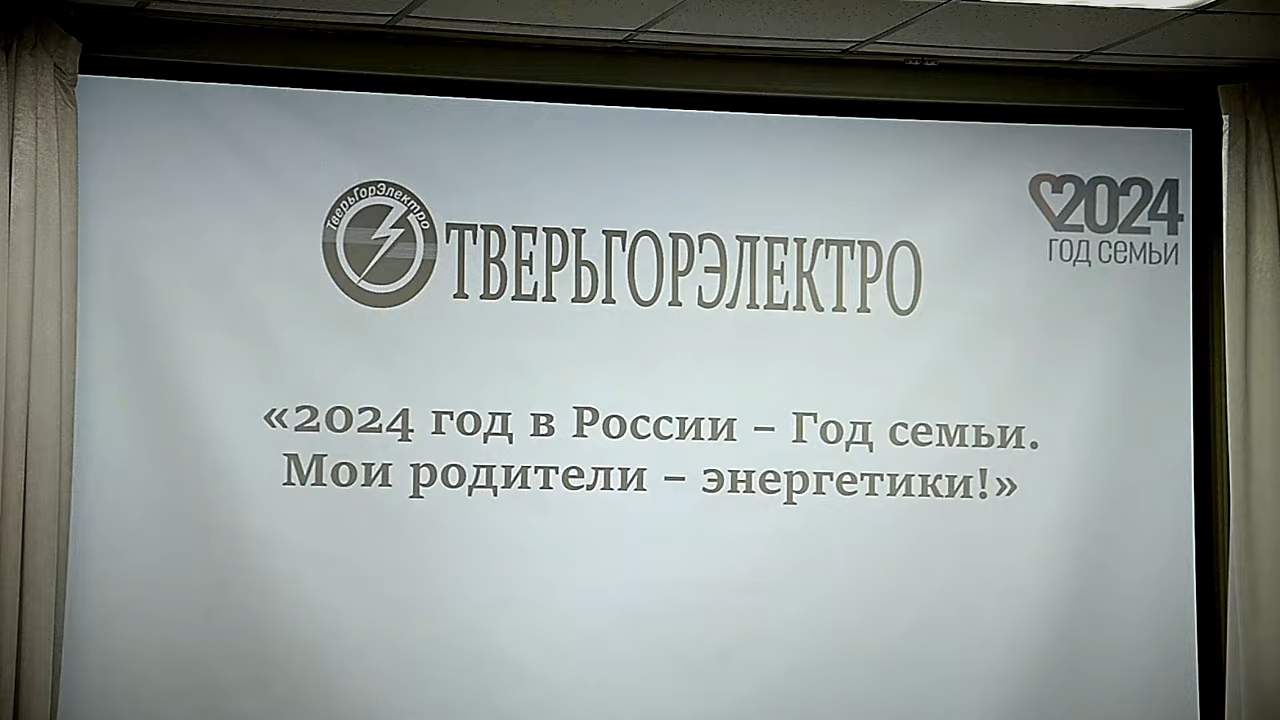 ТверьГорЭлектро
ТВЕРЬГОРЭЛЕКТРО
2024
ГОД СЕМЬИ
«2024 год в России – Год семьи.
Мои родители – энергетики!»